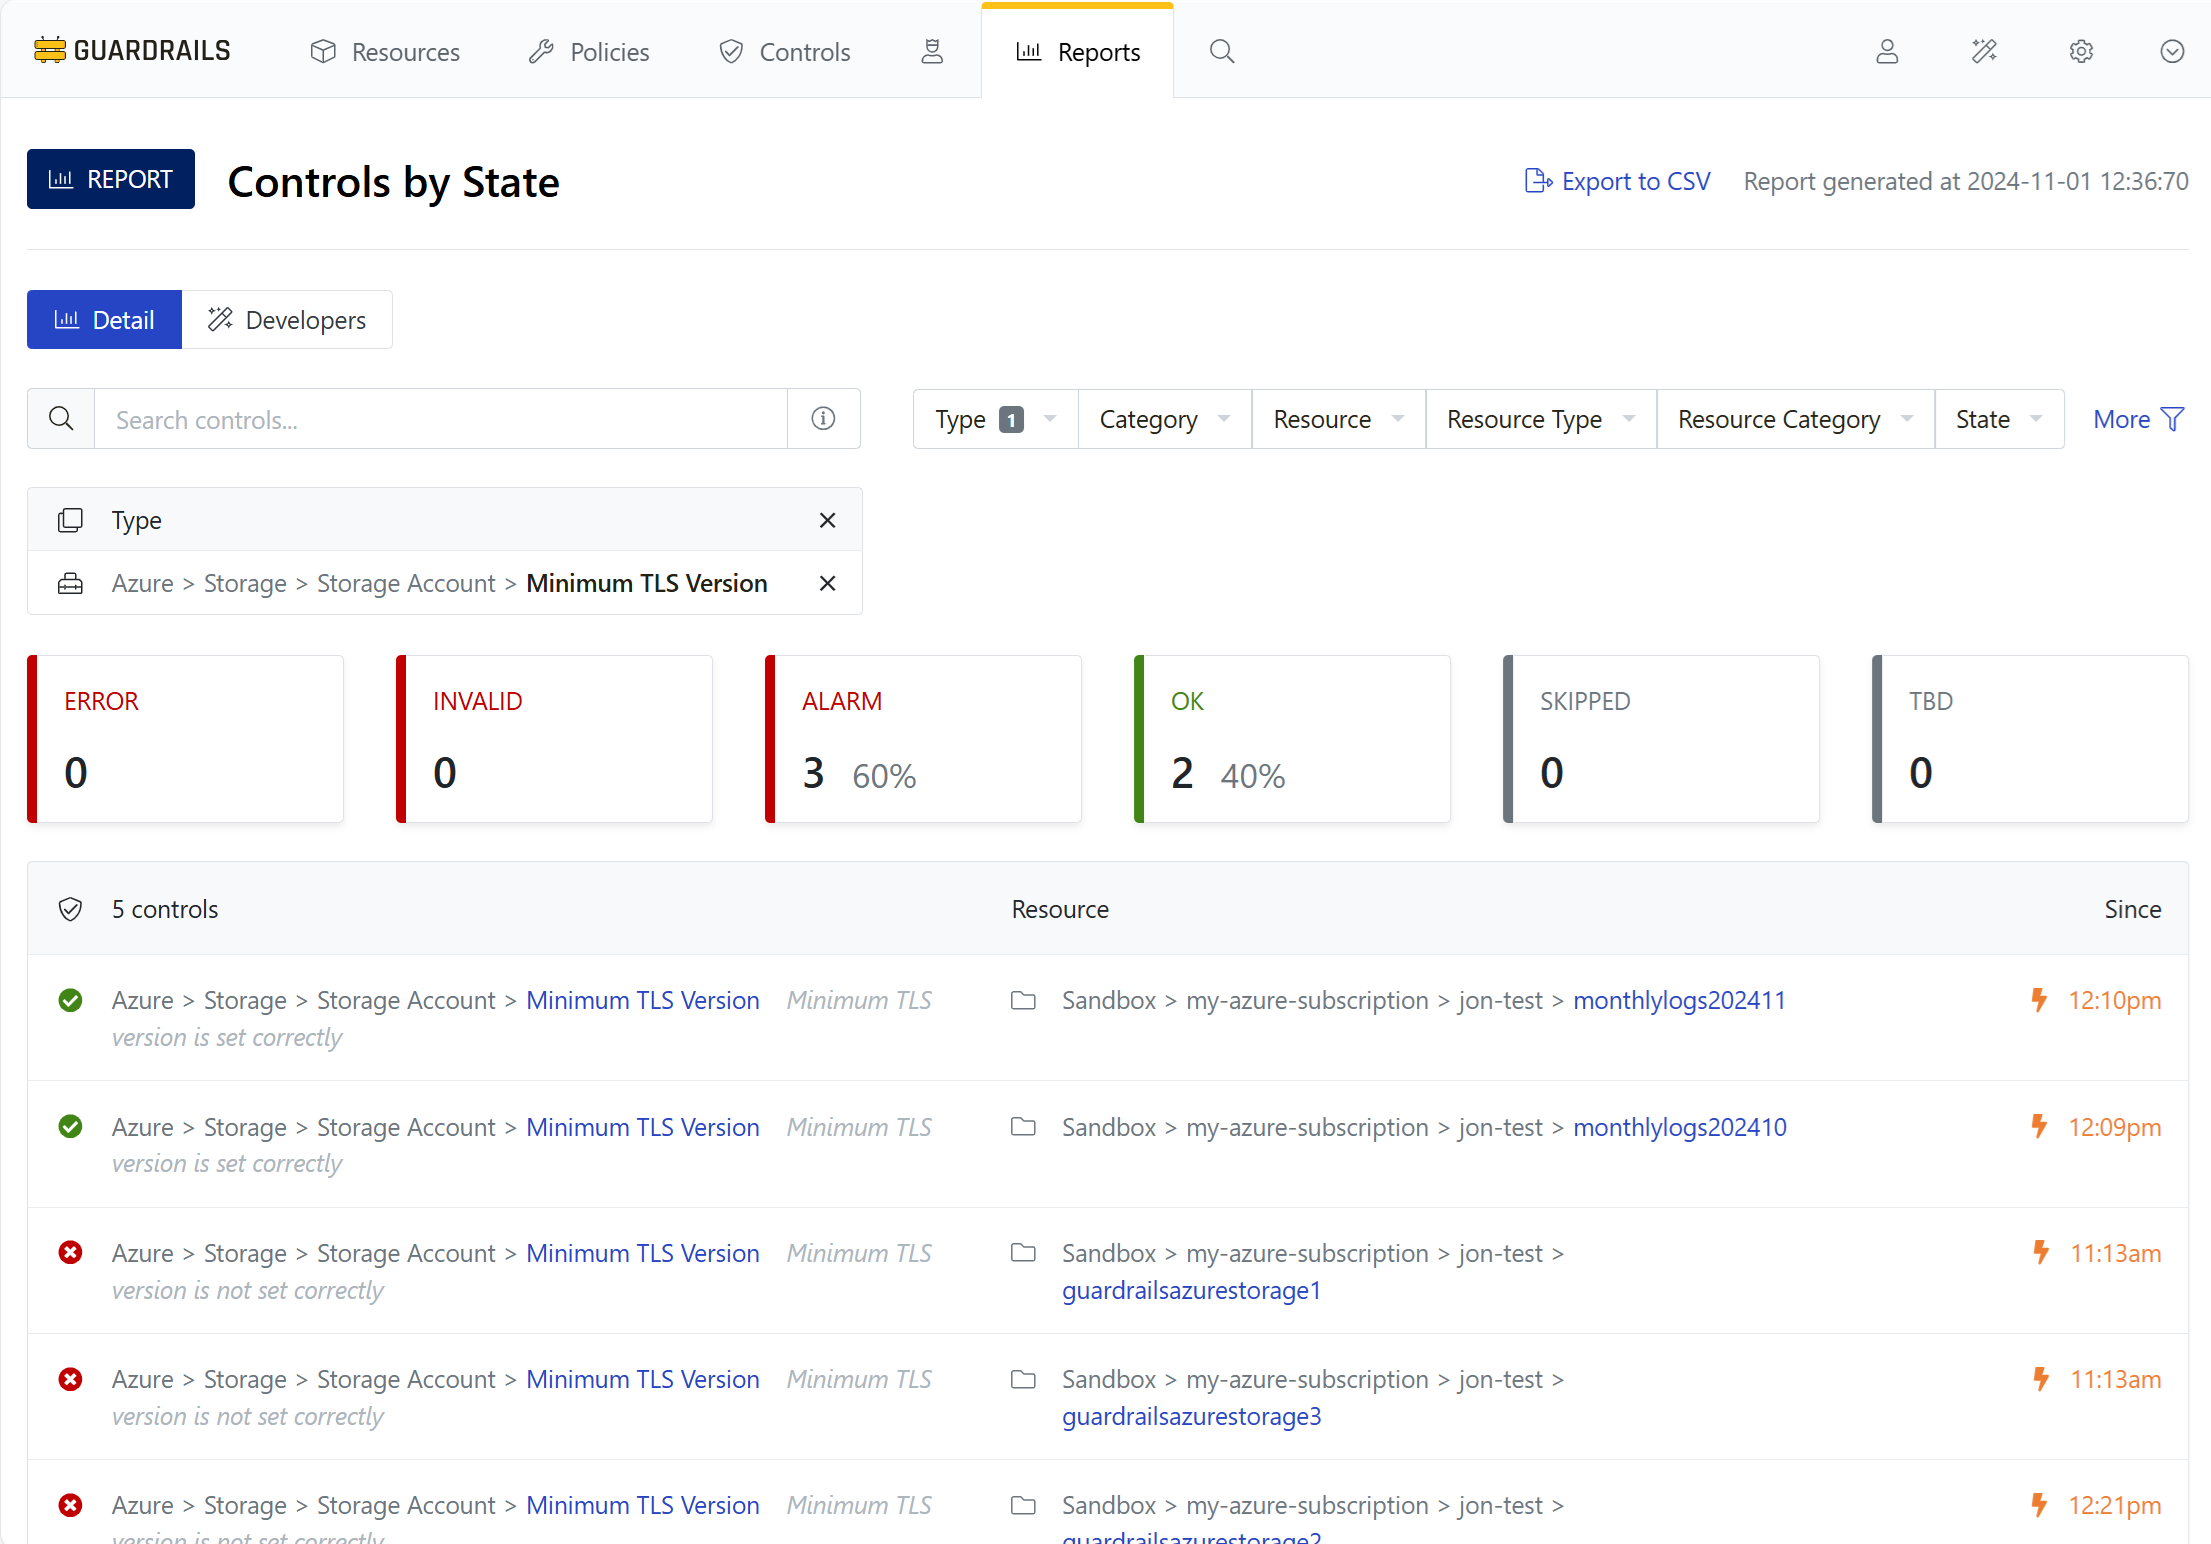 GUARDRAILS Resources Policies Controls Reports
REPORT Controls by State Export to CSV Report generated at 2024-11-01 12:36:70
Detail Developers
Search controls... Type 1 Category Resource Resource Type Resource Category State More
Type
Azure > Storage > Storage Account > Minimum TLS Version
ERROR INVALID ALARM OK SKIPPED TBD
0 0 3 60% 2 40% 0 0
5 controls Resource Since
Azure > Storage > Storage Account > Minimum TLS Version Minimum TLS Sandbox > my-azure-subscription > jon-test > monthlylogs202411 12:10pm
version is set correctly
Azure > Storage > Storage Account > Minimum TLS Version Minimum TLS Sandbox > my-azure-subscription > jon-test > monthlylogs202410 12:09pm
version is set correctly
Azure > Storage > Storage Account > Minimum TLS Version Minimum TLS Sandbox > my-azure-subscription > jon-test > 11:13am
version is not set correctly guardrailsazurestorage1
Azure > Storage > Storage Account > Minimum TLS Version Minimum TLS Sandbox > my-azure-subscription > jon-test > 11:13am
version is not set correctly guardrailsazurestorage3
Azure > Storage > Storage Account > Minimum TLS Version Minimum TLS Sandbox > my-azure-subscription > jon-test > 12:21pm
version is not set correctly guardrailsazurestorage2